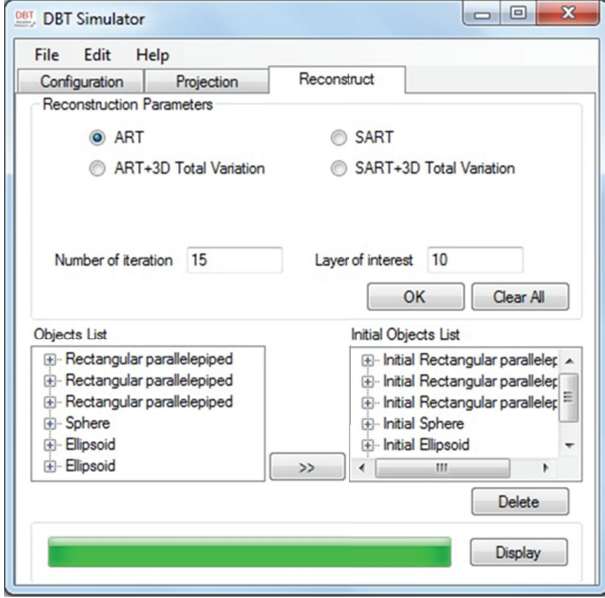 DBT DBT Simulator
File Edit Help
Configuration Projection Reconstruct
Reconstruction Parameters
ART SART
ART+3D Total Variation SART+3D Total Variation
Number of iteration 15 Layer of interest 10
OK Clear All
Objects List Initial Objects List
Rectangular parallelepiped Initial Rectangular parallelep
Rectangular parallelepiped Initial Rectangular parallelep
Rectangular parallelepiped Initial Rectangular parallelep
Sphere Initial Sphere
Ellipsoid Initial Ellipsoid
Ellipsoid
>>
Delete
Display